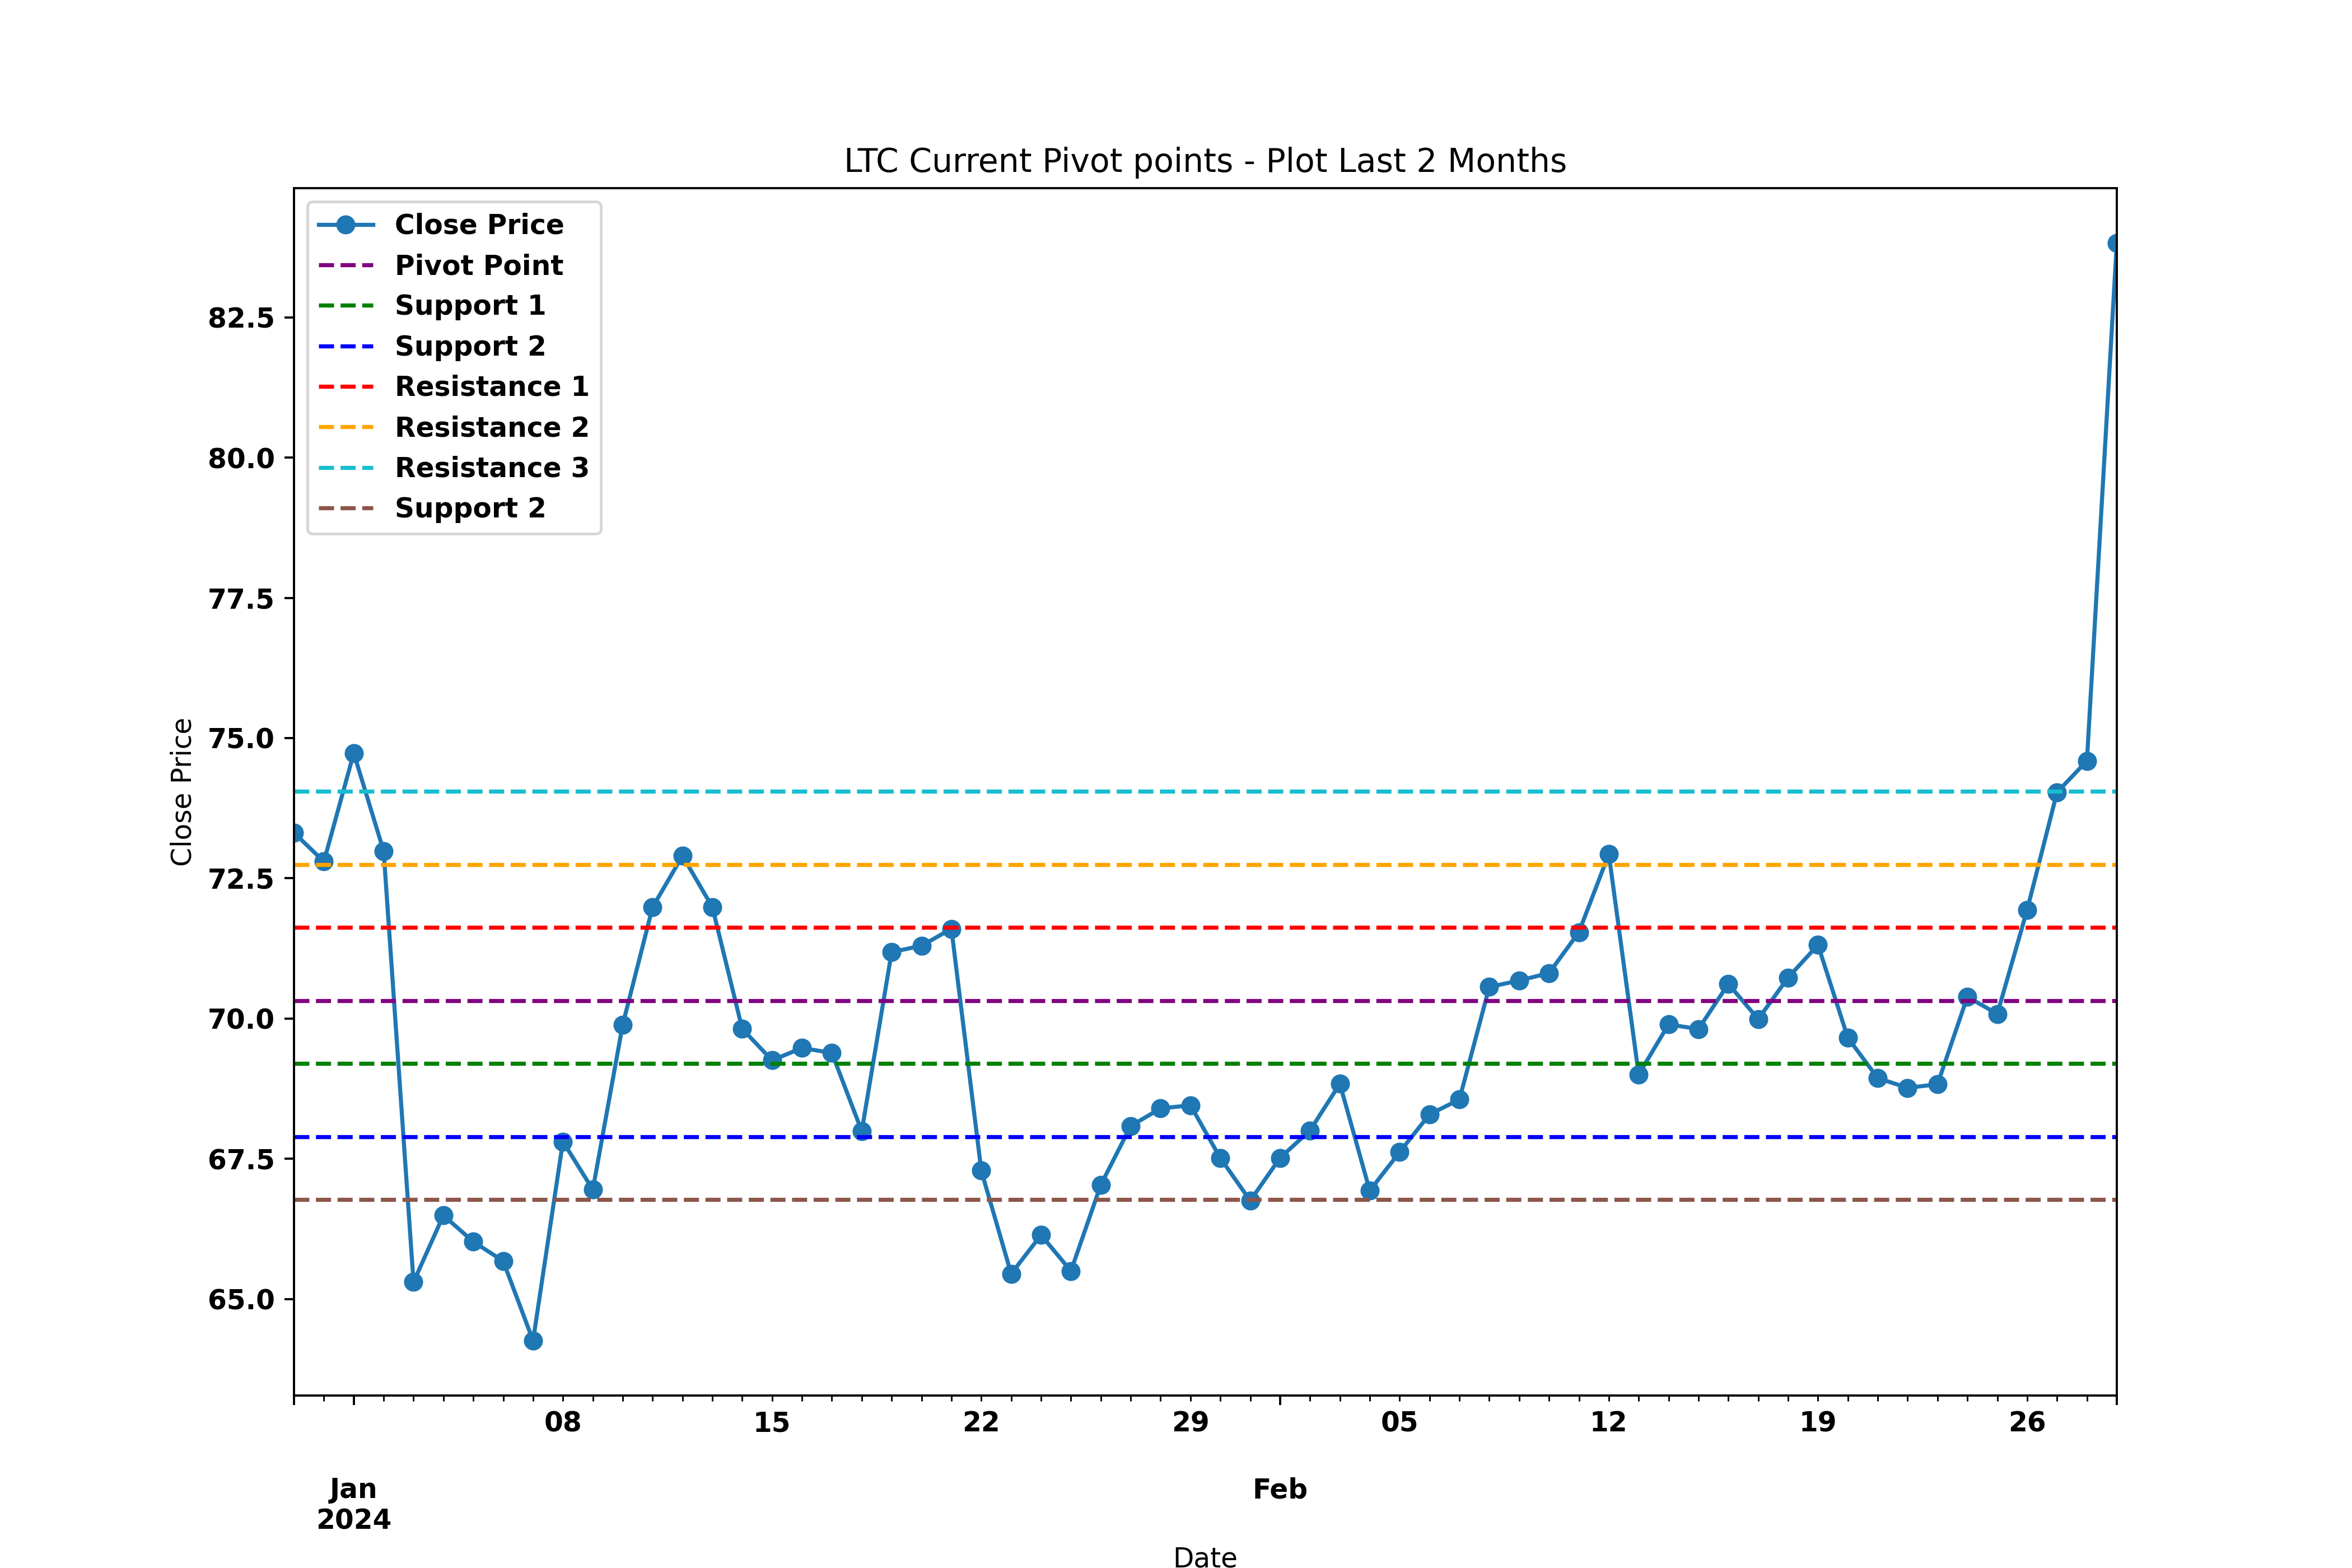 LTC Current Pivot points - Plot Last 2 Months
Close Price
Pivot Point
Support 1
Support 2
Resistance 1
Resistance 2
Resistance 3
Support 2
82.5
80.0
77.5
75.0
72.5
70.0
67.5
65.0
Close Price
08 15 22 29 05 12 19 26
Jan Feb
2024
Date